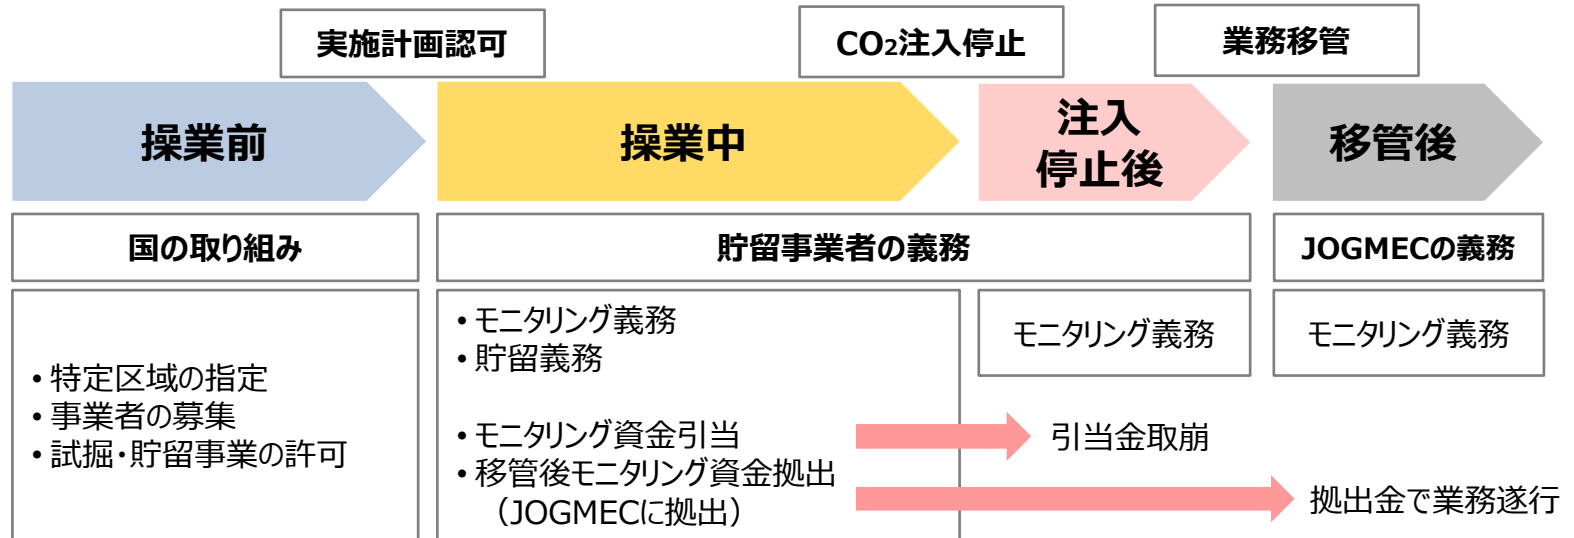 実施計画認可
CO₂注入停止
業務移管
操業前
操業中
注入
停止後
移管後
国の取り組み
貯留事業者の義務
JOGMECの義務
• 特定区域の指定
• 事業者の募集
• 試掘・貯留事業の許可
• モニタリング義務
• 貯留義務
• モニタリング資金引当
• 移管後モニタリング資金拠出
（JOGMECに拠出）
モニタリング義務
引当金取崩
モニタリング義務
拠出金で業務遂行